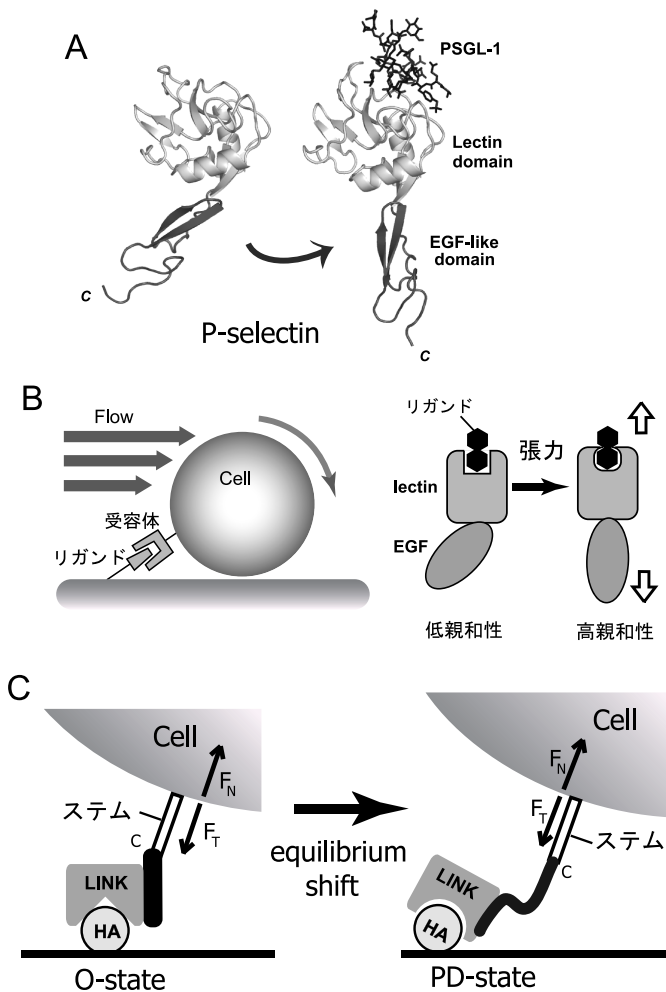 A
PSGL-1
Lectin
domain
EGF-like
domain
C
C
P-selectin
B
Flow
Cell
受容体
リガンド
リガンド
張力
lectin
EGF
低親和性
高親和性
C
Cell
F_N
ステム
F_T
C
LINK
HA
O-state
equilibrium
shift
Cell
F_N
F_T
ステム
C
LINK
HA
PD-state